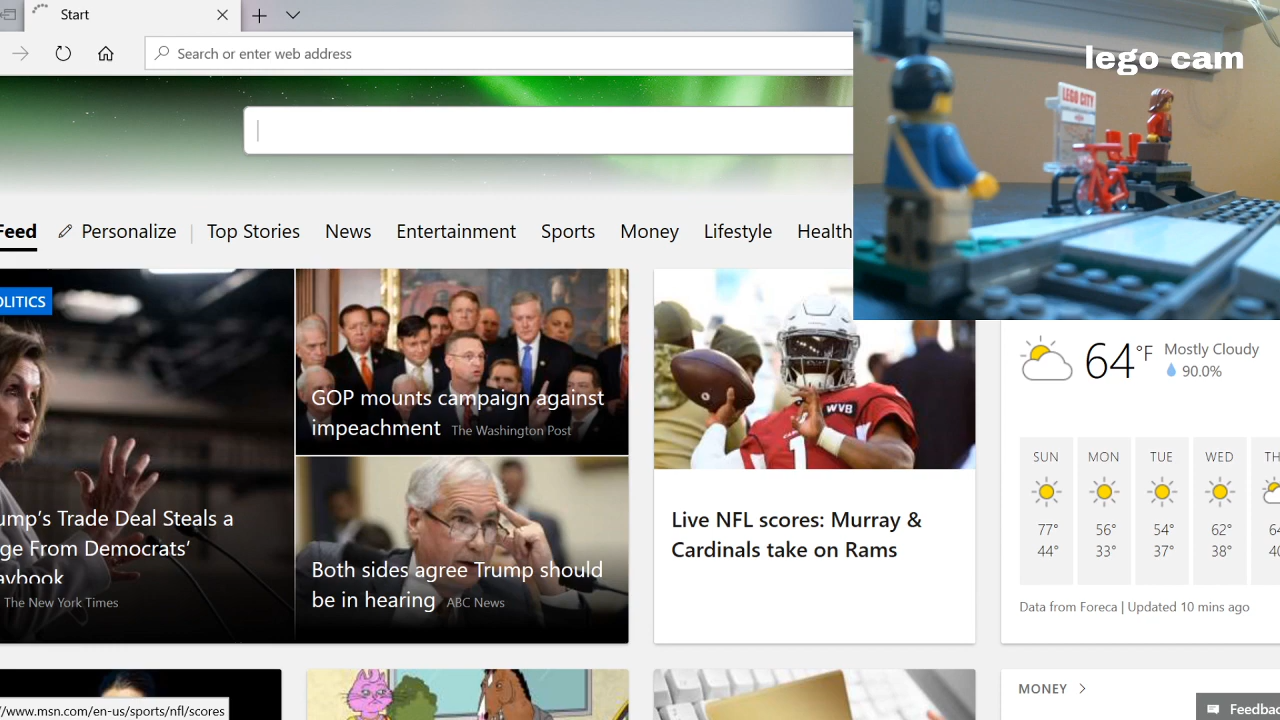 Start
Search or enter web address
lego cam
LEGO CITY
Feed
Personalize
Top Stories
News
Entertainment
Sports
Money
Lifestyle
Health
OLITICS
ump's Trade Deal Steals a
ge From Democrats'
aybook
The New York Times
GOP mounts campaign against
impeachment The Washington Post
Both sides agree Trump should
be in hearing ABC News
WVB
1
Live NFL scores: Murray &
Cardinals take on Rams
64 °F
Mostly Cloudy
90.0%
SUN MON TUE WED TH
77° 56° 54° 62° 64
44° 33° 37° 38° 40
Data from Foreca | Updated 10 mins ago
MONEY
/www.msn.com/en-us/sports/nfl/scores
Feedbac